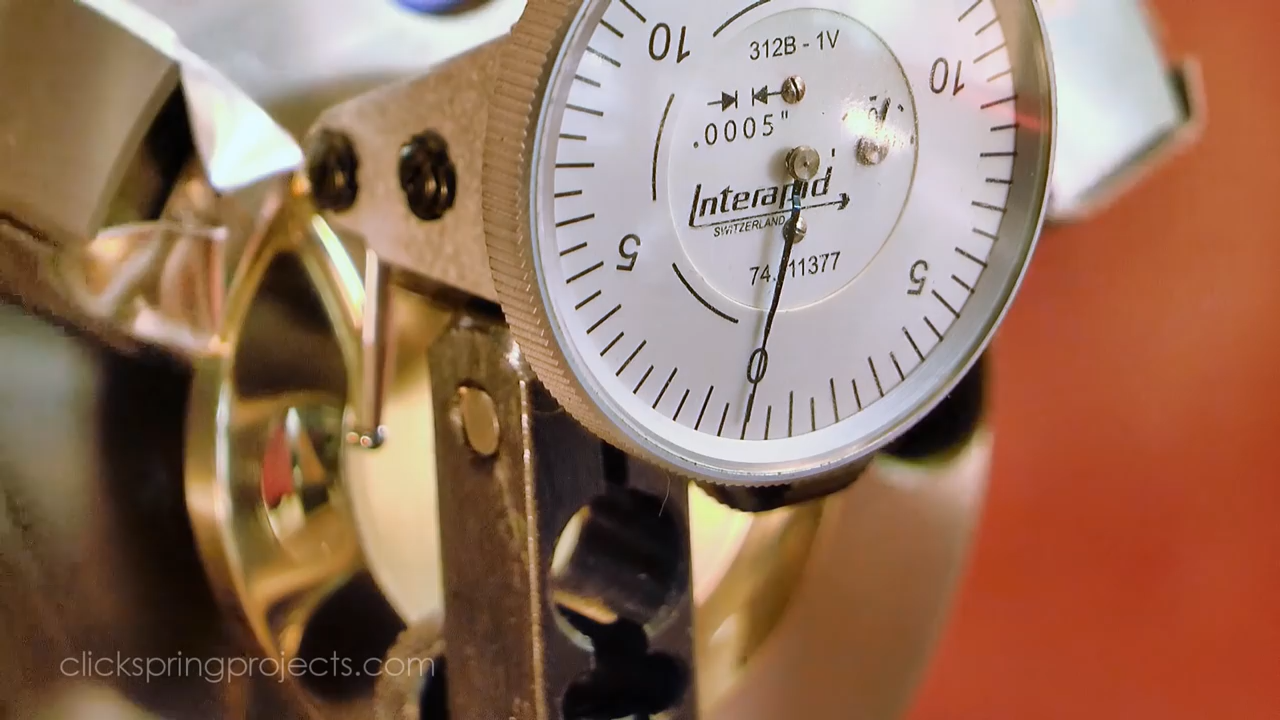 10
312B - 1V
10
.0005"
Interapid
SWITZERLAND
5
5
0
clickspringprojects.com